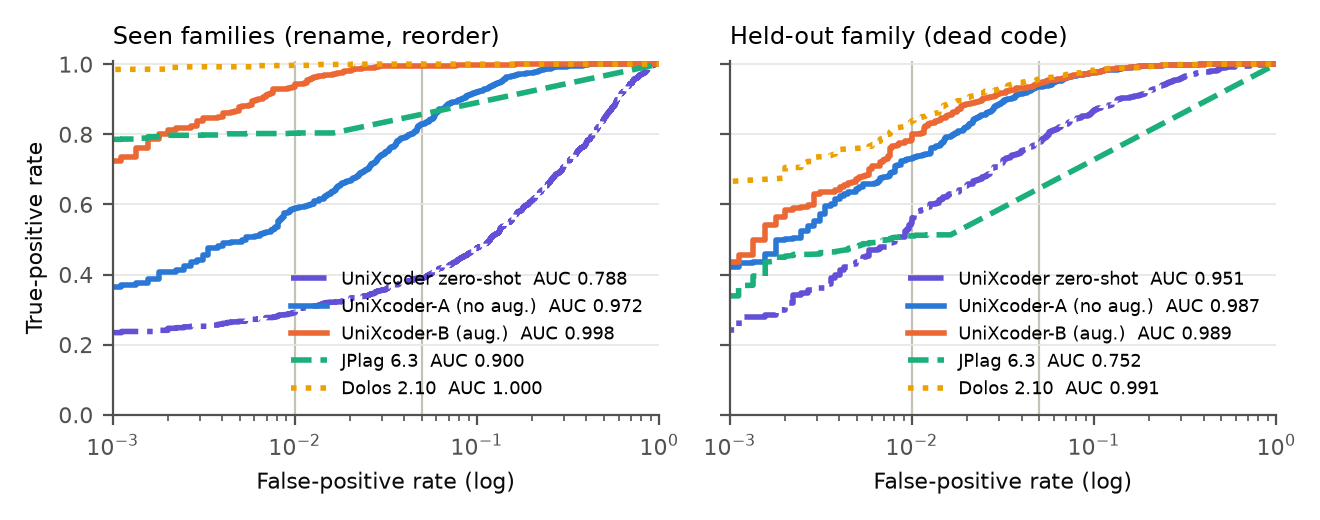 Seen families (rename, reorder)
True-positive rate
1.0
0.8
0.6
0.4
0.2
0.0
UniXcoder zero-shot AUC 0.788
UniXcoder-A (no aug.) AUC 0.972
UniXcoder-B (aug.) AUC 0.998
JPlag 6.3 AUC 0.900
Dolos 2.10 AUC 1.000
10⁻³ 10⁻² 10⁻¹ 10⁰
False-positive rate (log)
Held-out family (dead code)
UniXcoder zero-shot AUC 0.951
UniXcoder-A (no aug.) AUC 0.987
UniXcoder-B (aug.) AUC 0.989
JPlag 6.3 AUC 0.752
Dolos 2.10 AUC 0.991
10⁻³ 10⁻² 10⁻¹ 10⁰
False-positive rate (log)